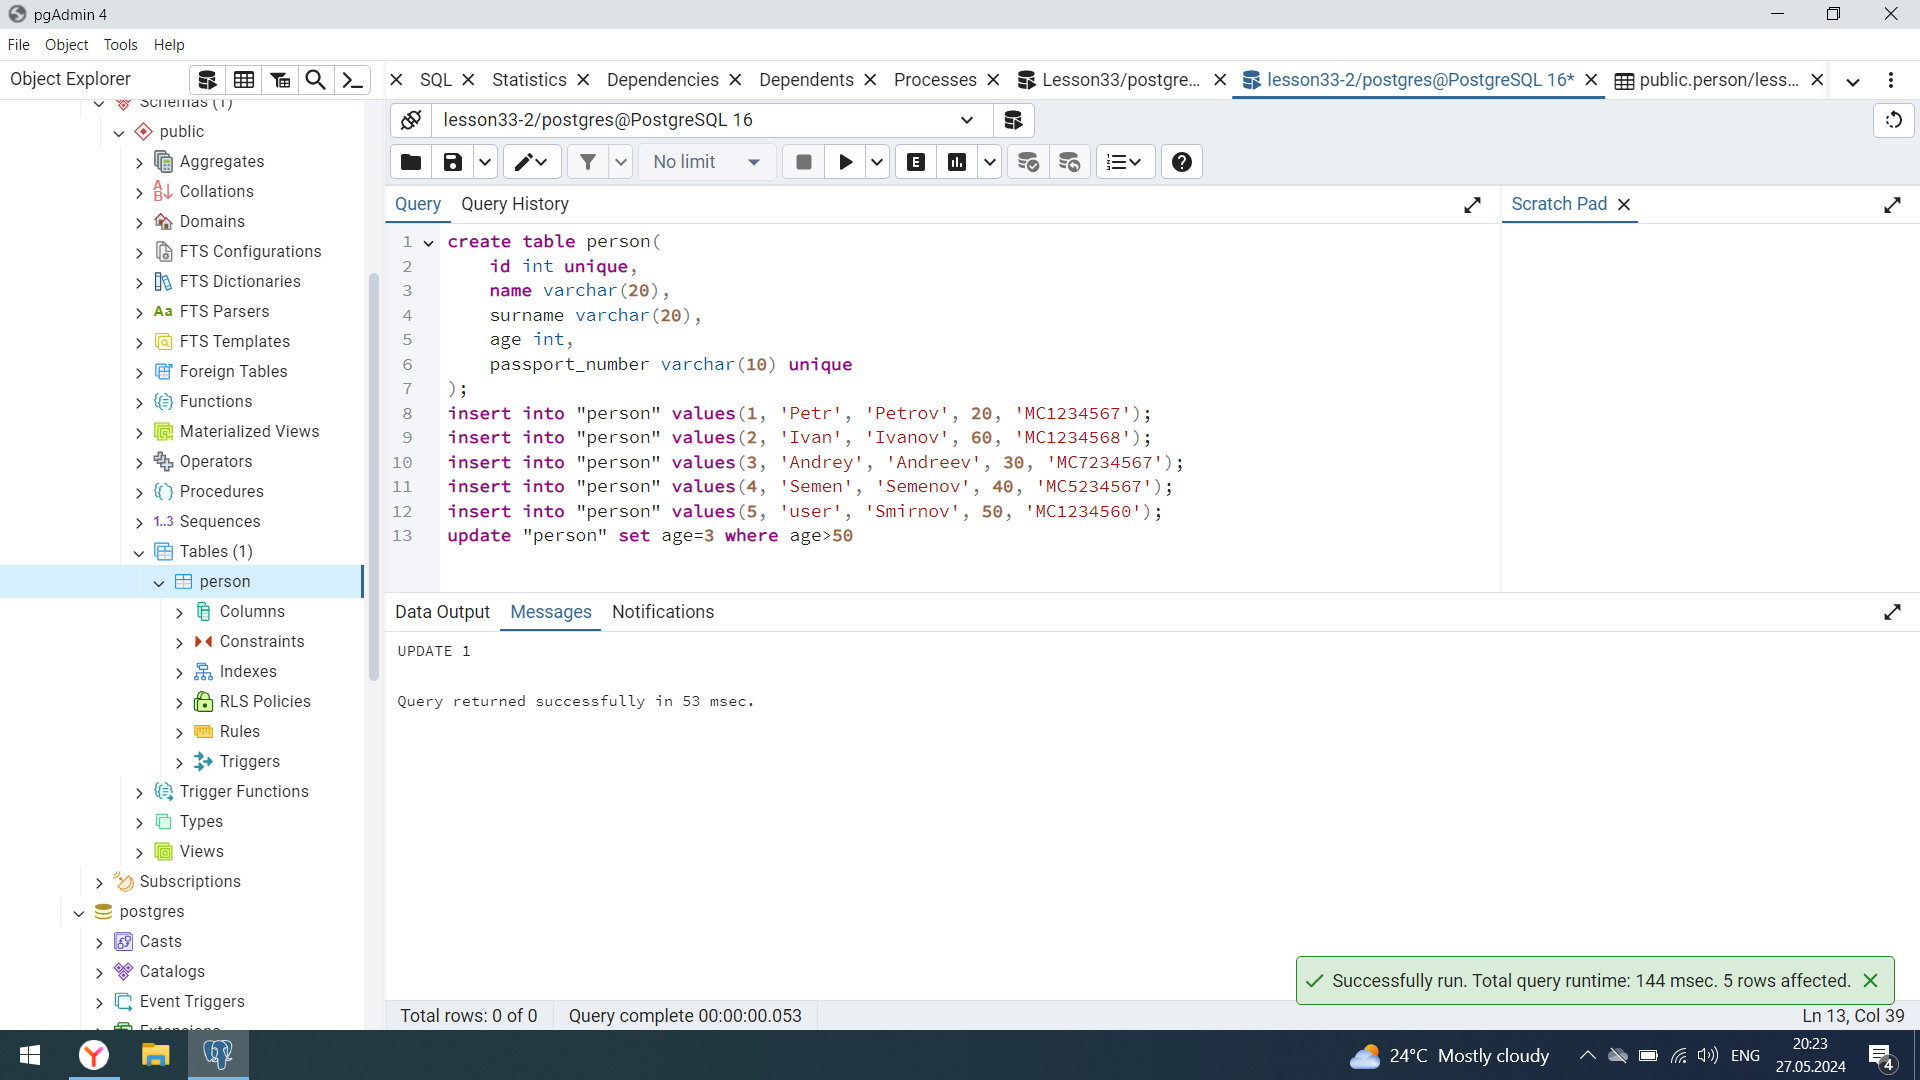 pgAdmin 4
File Object Tools Help
Object Explorer
SQL Statistics Dependencies Dependents Processes Lesson33/postgre... lesson33-2/postgres@PostgreSQL 16* public.person/less...
lesson33-2/postgres@PostgreSQL 16
No limit
Query Query History
Scratch Pad
1 create table person(
2 id int unique,
3 name varchar(20),
4 surname varchar(20),
5 age int,
6 passport_number varchar(10) unique
7 );
8 insert into "person" values(1, 'Petr', 'Petrov', 20, 'MC1234567');
9 insert into "person" values(2, 'Ivan', 'Ivanov', 60, 'MC1234568');
10 insert into "person" values(3, 'Andrey', 'Andreev', 30, 'MC7234567');
11 insert into "person" values(4, 'Semen', 'Semenov', 40, 'MC5234567');
12 insert into "person" values(5, 'user', 'Smirnov', 50, 'MC1234560');
13 update "person" set age=3 where age>50
Schemas (1)
public
Aggregates
Collations
Domains
FTS Configurations
FTS Dictionaries
FTS Parsers
FTS Templates
Foreign Tables
Functions
Materialized Views
Operators
Procedures
1..3 Sequences
Tables (1)
person
Columns
Constraints
Indexes
RLS Policies
Rules
Triggers
Trigger Functions
Types
Views
Subscriptions
postgres
Casts
Catalogs
Event Triggers
Extensions
Data Output Messages Notifications
UPDATE 1
Query returned successfully in 53 msec.
Successfully run. Total query runtime: 144 msec. 5 rows affected.
Total rows: 0 of 0 Query complete 00:00:00.053
Ln 13, Col 39
24°C Mostly cloudy
ENG
20:23
27.05.2024
4